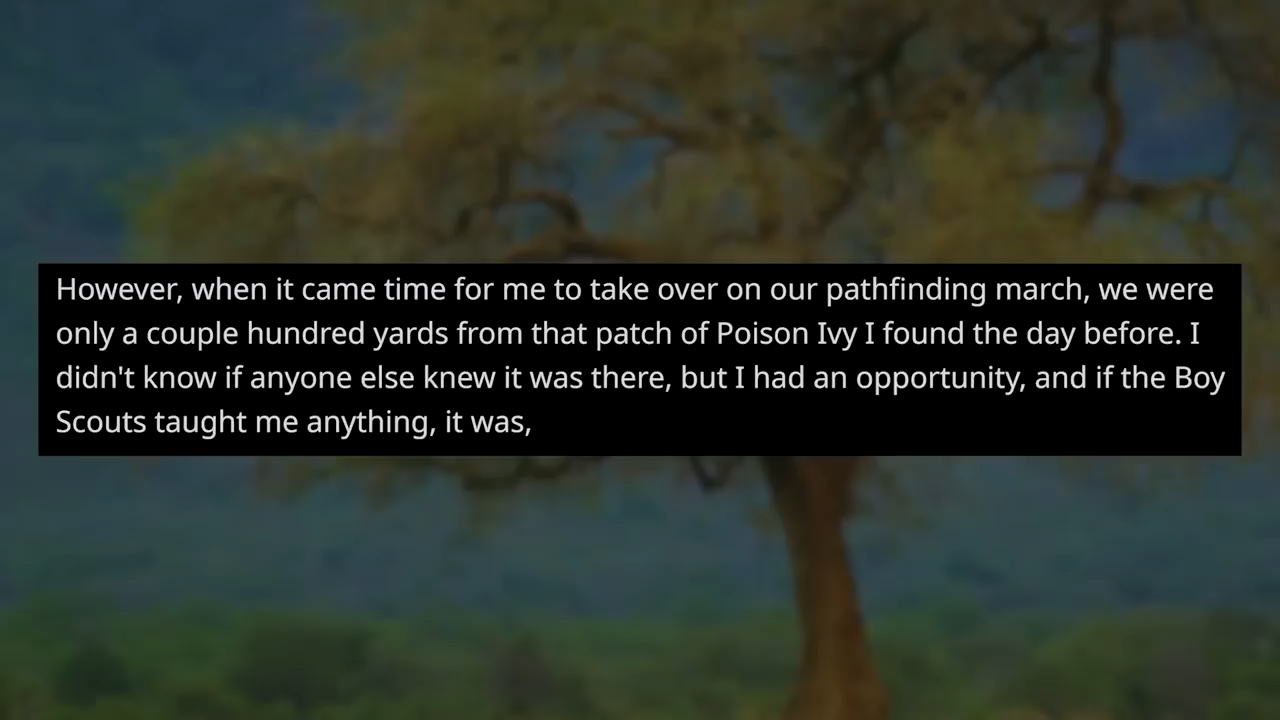 However, when it came time for me to take over on our pathfinding march, we were
only a couple hundred yards from that patch of Poison Ivy I found the day before. I
didn't know if anyone else knew it was there, but I had an opportunity, and if the Boy
Scouts taught me anything, it was,